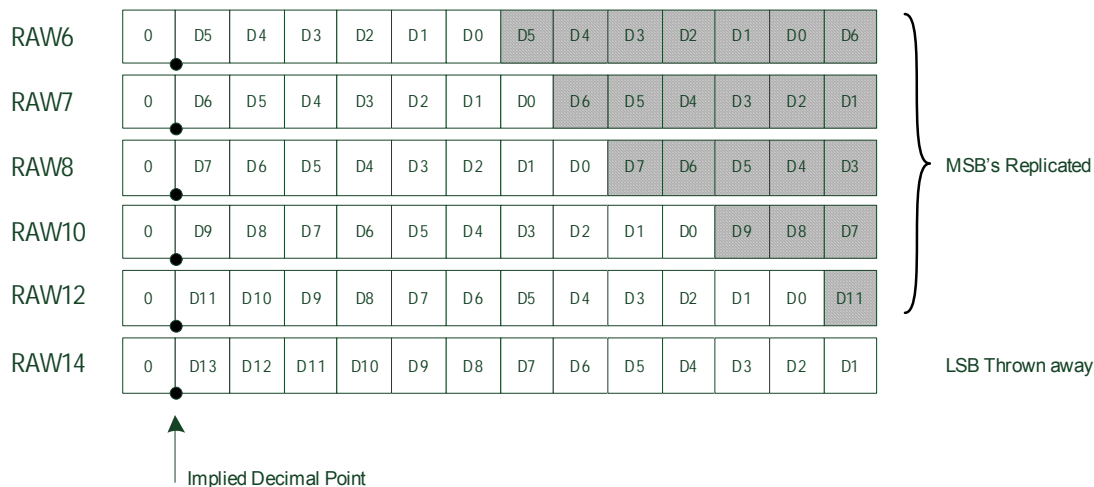 RAW6 0 D5 D4 D3 D2 D1 D0 D5 D4 D3 D2 D1 D0 D6
RAW7 0 D6 D5 D4 D3 D2 D1 D0 D6 D5 D4 D3 D2 D1
RAW8 0 D7 D6 D5 D4 D3 D2 D1 D0 D7 D6 D5 D4 D3
MSB's Replicated
RAW10 0 D9 D8 D7 D6 D5 D4 D3 D2 D1 D0 D9 D8 D7
RAW12 0 D11 D10 D9 D8 D7 D6 D5 D4 D3 D2 D1 D0 D11
RAW14 0 D13 D12 D11 D10 D9 D8 D7 D6 D5 D4 D3 D2 D1 LSB Thrown away
Implied Decimal Point